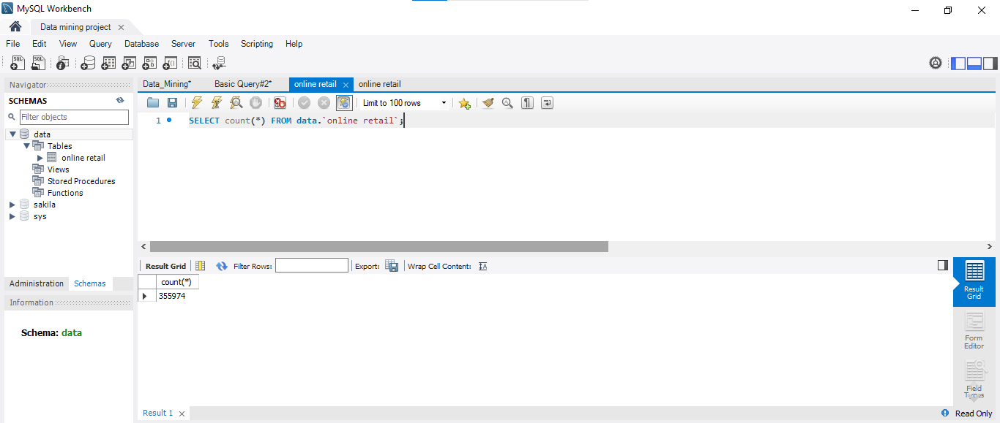 MySQL Workbench
Data mining project
File Edit View Query Database Server Tools Scripting Help
Navigator
SCHEMAS
Filter objects
data
Tables
online retail
Views
Stored Procedures
Functions
sakila
sys
Administration Schemas
Information
Schema: data
Data_Mining* Basic Query#2* online retail online retail
Limit to 100 rows
1 SELECT count(*) FROM data.`online retail`;
Result Grid Filter Rows: Export: Wrap Cell Content:
count(*)
355974
Result
Grid
Form
Editor
Field
Types
Result 1
Read Only